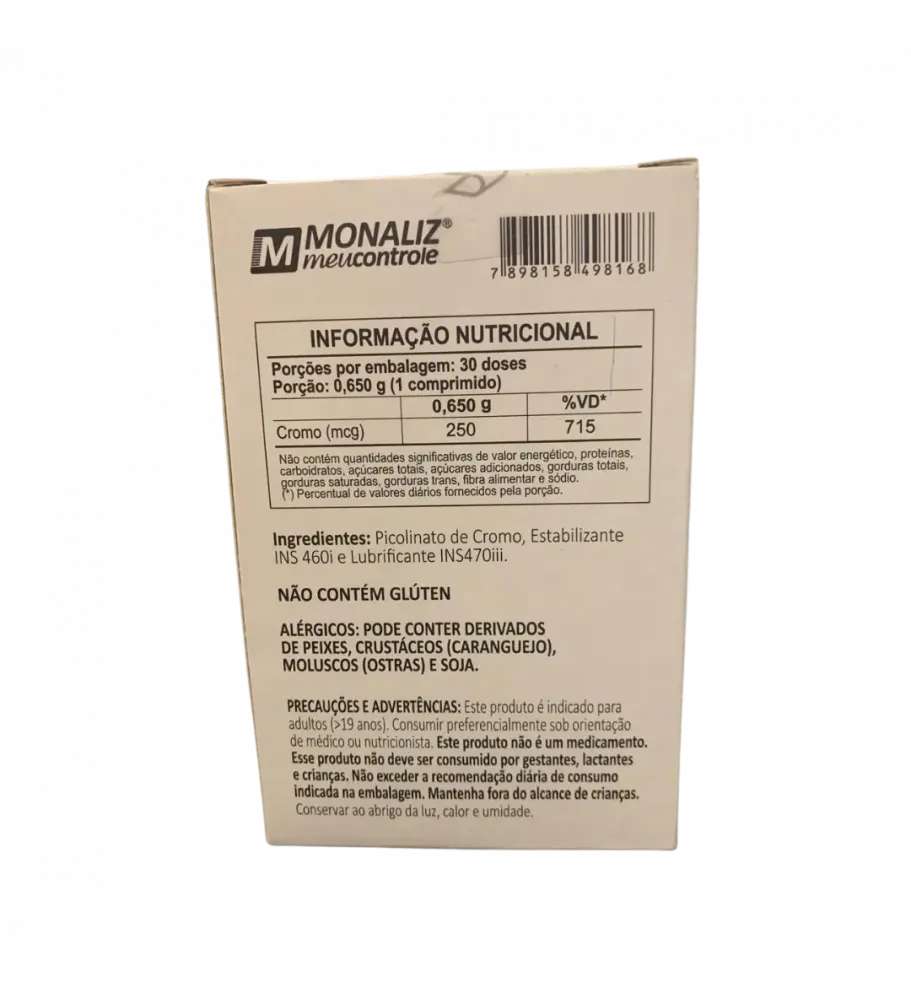 M MONALIZ®
meucontrole
7 898158 498168
INFORMAÇÃO NUTRICIONAL
Porções por embalagem: 30 doses
Porção: 0,650 g (1 comprimido)
0,650 g %VD*
Cromo (mcg) 250 715
Não contém quantidades significativas de valor energético, proteínas,
carboidratos, açúcares totais, açúcares adicionados, gorduras totais,
gorduras saturadas, gorduras trans, fibra alimentar e sódio.
(*) Percentual de valores diários fornecidos pela porção.
Ingredientes: Picolinato de Cromo, Estabilizante
INS 460i e Lubrificante INS470iii.
NÃO CONTÉM GLÚTEN
ALÉRGICOS: PODE CONTER DERIVADOS
DE PEIXES, CRUSTÁCEOS (CARANGUEJO),
MOLUSCOS (OSTRAS) E SOJA.
PRECAUÇÕES E ADVERTÊNCIAS: Este produto é indicado para
adultos (>19 anos). Consumir preferencialmente sob orientação
de médico ou nutricionista. Este produto não é um medicamento.
Esse produto não deve ser consumido por gestantes, lactantes
e crianças. Não exceder a recomendação diária de consumo
indicada na embalagem. Mantenha fora do alcance de crianças.
Conservar ao abrigo da luz, calor e umidade.